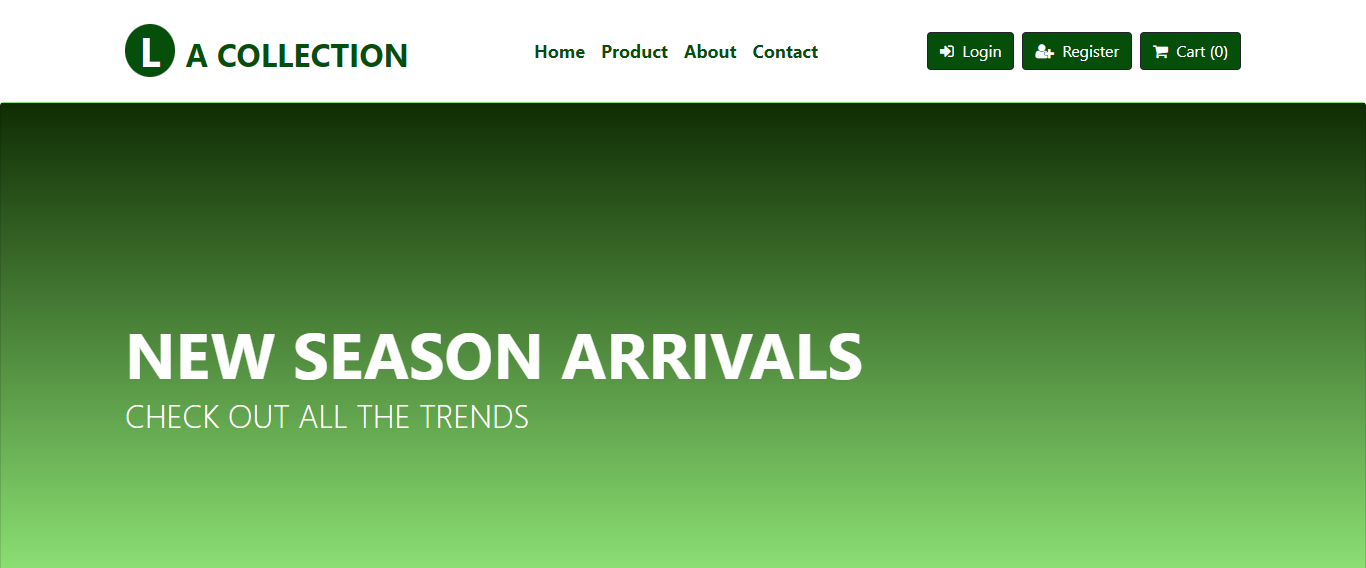 L A COLLECTION
Home Product About Contact
Login Register Cart (0)
NEW SEASON ARRIVALS
CHECK OUT ALL THE TRENDS